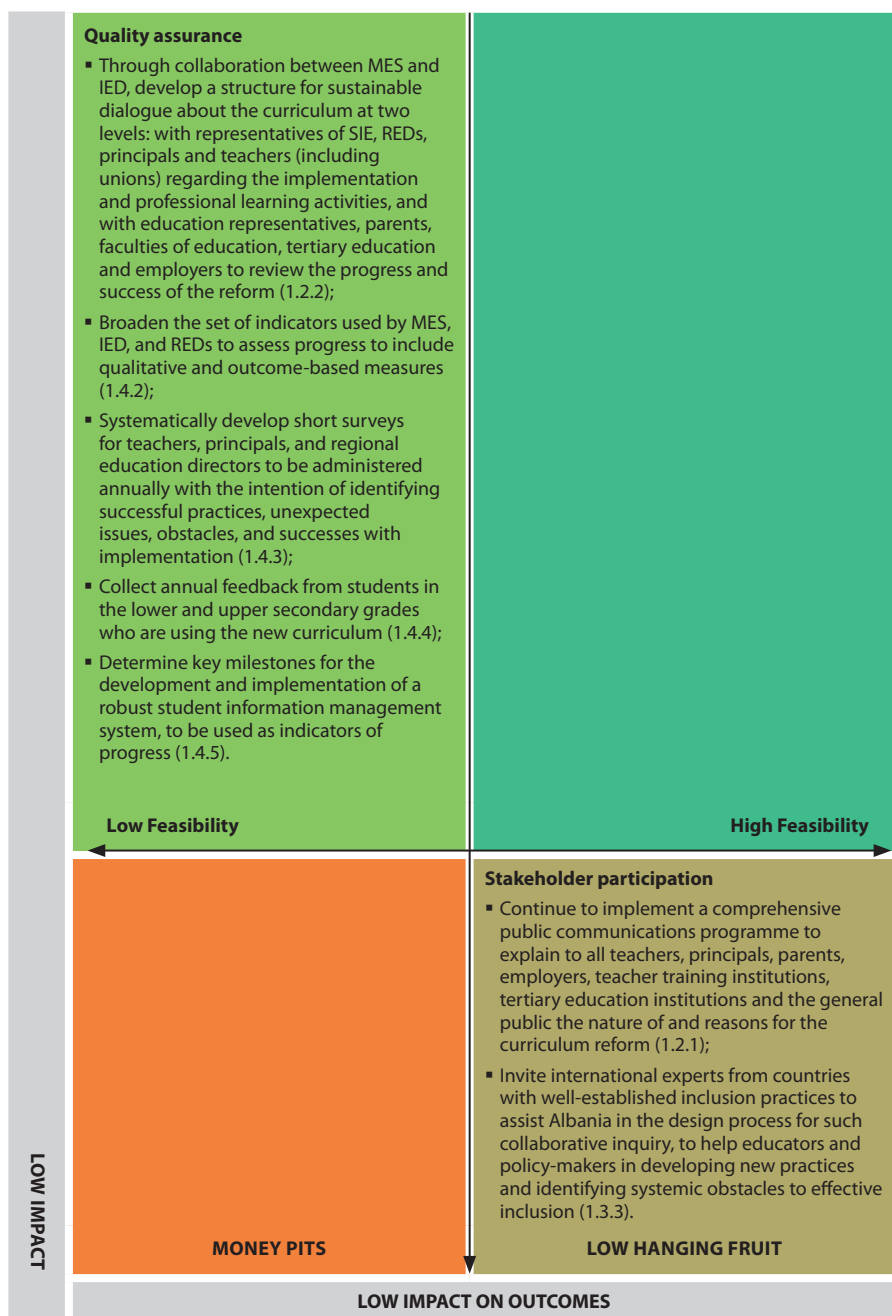 Quality assurance
▪ Through collaboration between MES and
IED, develop a structure for sustainable
dialogue about the curriculum at two
levels: with representatives of SIE, REDs,
principals and teachers (including
unions) regarding the implementation
and professional learning activities, and
with education representatives, parents,
faculties of education, tertiary education
and employers to review the progress and
success of the reform (1.2.2);
▪ Broaden the set of indicators used by MES,
IED, and REDs to assess progress to include
qualitative and outcome-based measures
(1.4.2);
▪ Systematically develop short surveys
for teachers, principals, and regional
education directors to be administered
annually with the intention of identifying
successful practices, unexpected
issues, obstacles, and successes with
implementation (1.4.3);
▪ Collect annual feedback from students in
the lower and upper secondary grades
who are using the new curriculum (1.4.4);
▪ Determine key milestones for the
development and implementation of a
robust student information management
system, to be used as indicators of
progress (1.4.5).
Low Feasibility
High Feasibility
Stakeholder participation
▪ Continue to implement a comprehensive
public communications programme to
explain to all teachers, principals, parents,
employers, teacher training institutions,
tertiary education institutions and the general
public the nature of and reasons for the
curriculum reform (1.2.1);
▪ Invite international experts from countries
with well-established inclusion practices to
assist Albania in the design process for such
collaborative inquiry, to help educators and
policy-makers in developing new practices
and identifying systemic obstacles to effective
inclusion (1.3.3).
LOW IMPACT
MONEY PITS
LOW HANGING FRUIT
LOW IMPACT ON OUTCOMES